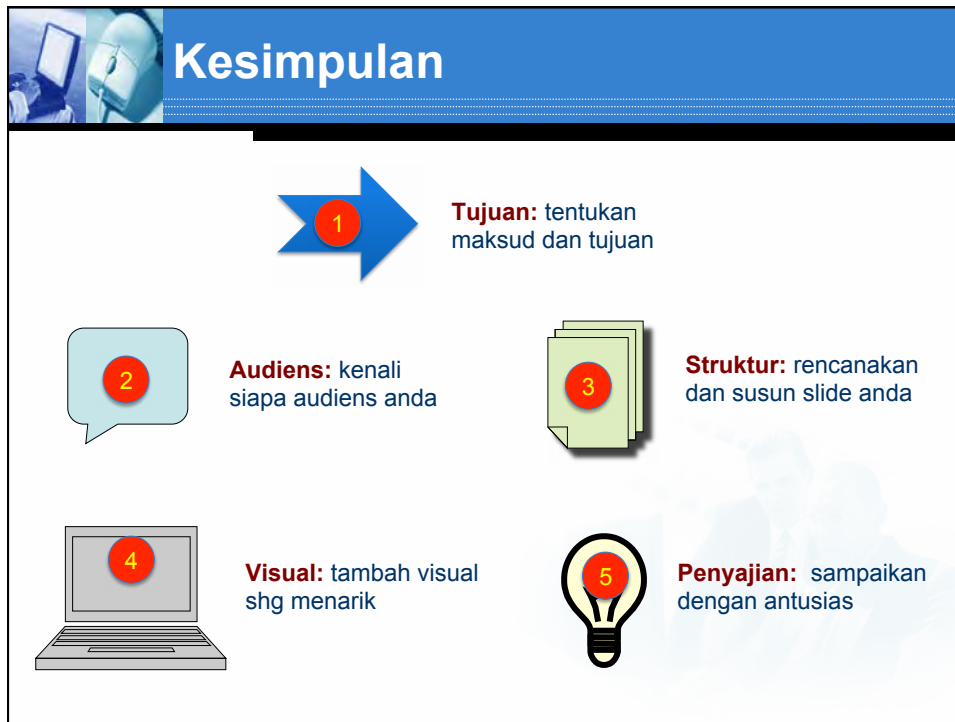 Kesimpulan
1
Tujuan: tentukan
maksud dan tujuan
2
Audiens: kenali
siapa audiens anda
3
Struktur: rencanakan
dan susun slide anda
4
Visual: tambah visual
shg menarik
5
Penyajian:  sampaikan
dengan antusias